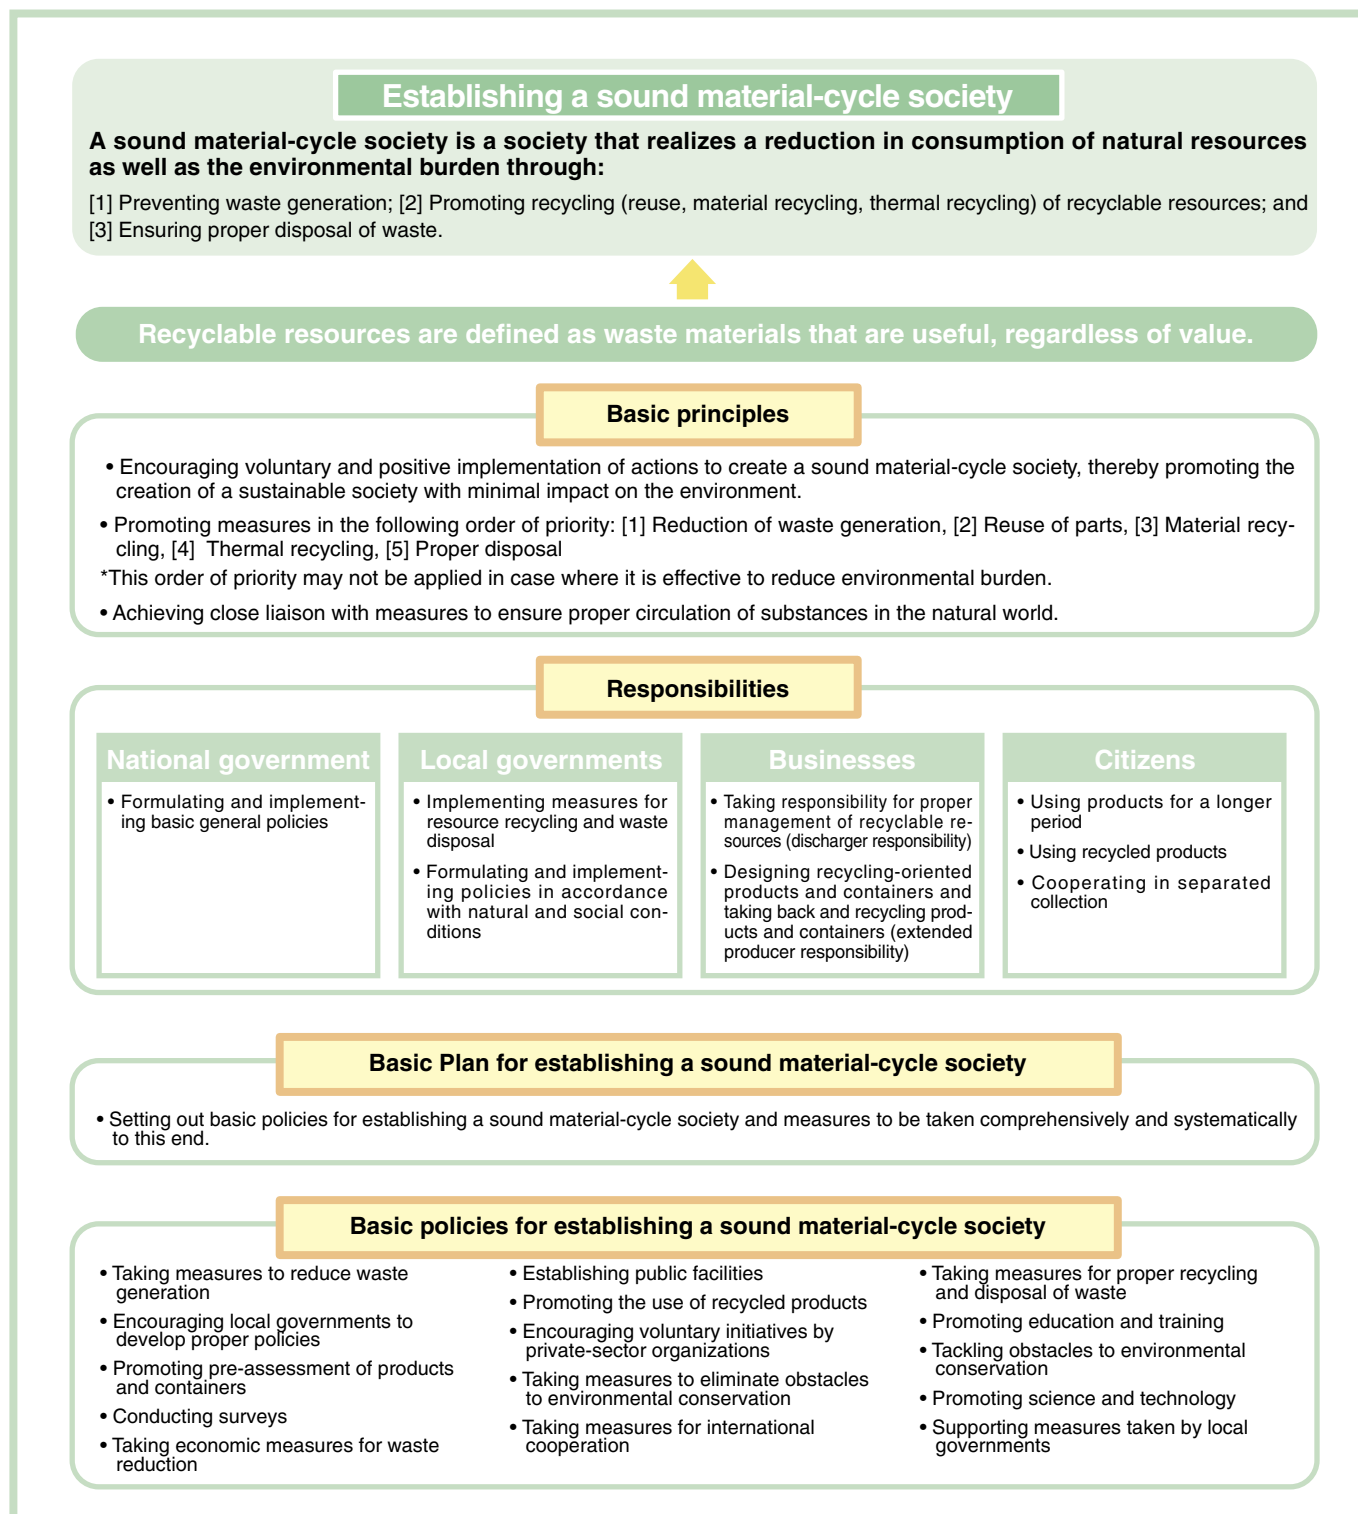 Establishing a sound material-cycle society
A sound material-cycle society is a society that realizes a reduction in consumption of natural resources
as well as the environmental burden through:
[1] Preventing waste generation; [2] Promoting recycling (reuse, material recycling, thermal recycling) of recyclable resources; and
[3] Ensuring proper disposal of waste.
Recyclable resources are defined as waste materials that are useful, regardless of value.
Basic principles
• Encouraging voluntary and positive implementation of actions to create a sound material-cycle society, thereby promoting the
creation of a sustainable society with minimal impact on the environment.
• Promoting measures in the following order of priority: [1] Reduction of waste generation, [2] Reuse of parts, [3] Material recy-
cling, [4] Thermal recycling, [5] Proper disposal
*This order of priority may not be applied in case where it is effective to reduce environmental burden.
• Achieving close liaison with measures to ensure proper circulation of substances in the natural world.
Responsibilities
National government
• Formulating and implement-
ing basic general policies
Local governments
• Implementing measures for
resource recycling and waste
disposal
• Formulating and implement-
ing policies in accordance
with natural and social con-
ditions
Businesses
• Taking responsibility for proper
management of recyclable re-
sources (discharger responsibility)
• Designing recycling-oriented
products and containers and
taking back and recycling prod-
ucts and containers (extended
producer responsibility)
Citizens
• Using products for a longer
period
• Using recycled products
• Cooperating in separated
collection
Basic Plan for establishing a sound material-cycle society
• Setting out basic policies for establishing a sound material-cycle society and measures to be taken comprehensively and systematically
to this end.
Basic policies for establishing a sound material-cycle society
• Taking measures to reduce waste
generation
• Encouraging local governments to
develop proper policies
• Promoting pre-assessment of products
and containers
• Conducting surveys
• Taking economic measures for waste
reduction
• Establishing public facilities
• Promoting the use of recycled products
• Encouraging voluntary initiatives by
private-sector organizations
• Taking measures to eliminate obstacles
to environmental conservation
• Taking measures for international
cooperation
• Taking measures for proper recycling
and disposal of waste
• Promoting education and training
• Tackling obstacles to environmental
conservation
• Promoting science and technology
• Supporting measures taken by local
governments